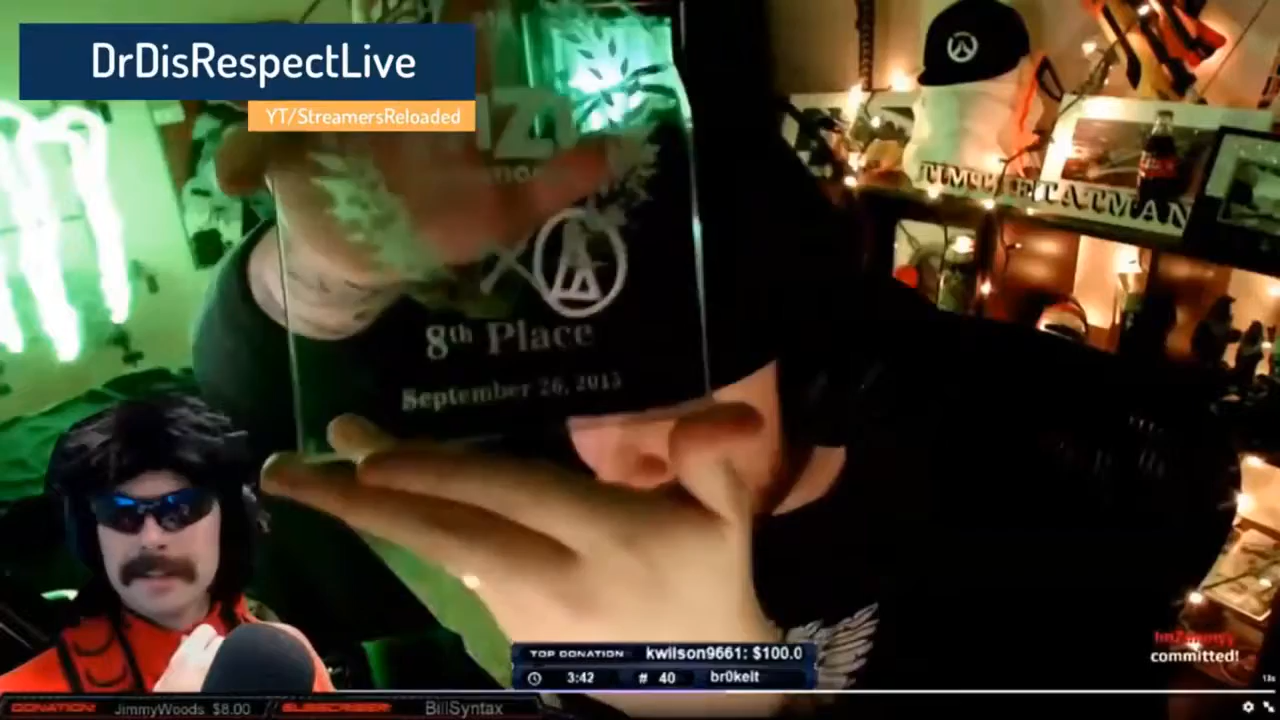 DrDisRespectLive
YT/StreamersReloaded
8th Place
September 26, 2015
TIMTHETATMAN
TOP DONATION kwilson9661: $100.0
3:42 # 40 br0keIt
committed!
DONATION: JimmyWoods $8.00 // SUBSCRIBER: BillSyntax